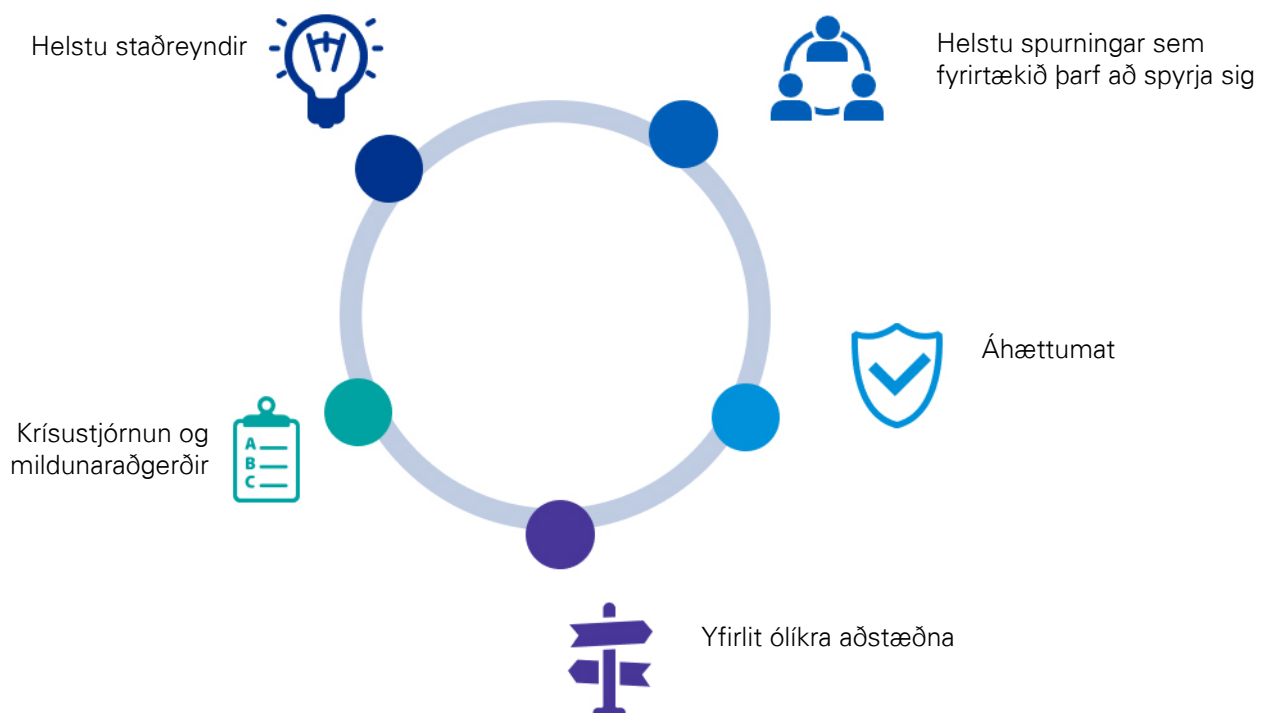 Helstu staðreyndir
Helstu spurningar sem
fyrirtækið þarf að spyrja sig
Áhættumat
Krísustjórnun og
mildunaraðgerðir
A
B
C
Yfirlit ólíkra aðstæðna